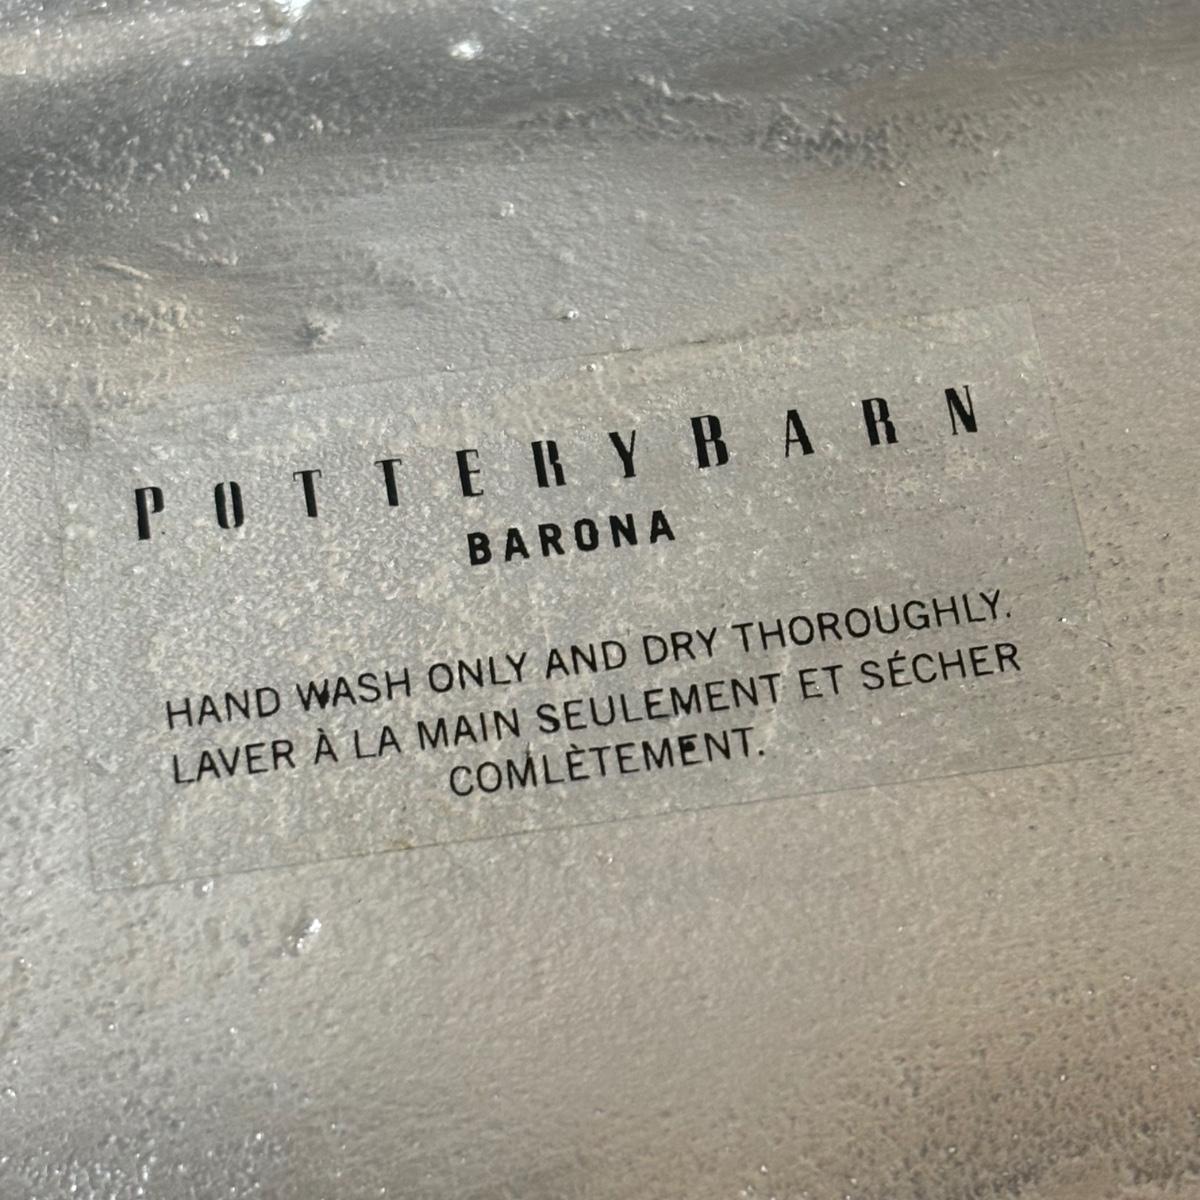 POTTERYBARN
BARONA
HAND WASH ONLY AND DRY THOROUGHLY.
LAVER À LA MAIN SEULEMENT ET SÉCHER
COMLÈTEMENT.